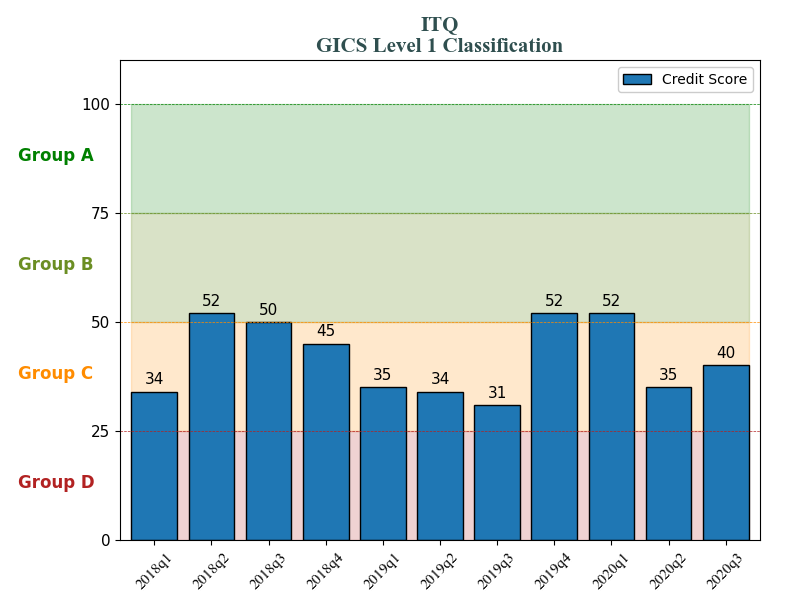 ITQ
GICS Level 1 Classification
Credit Score
100
Group A
75
Group B
50
Group C
25
Group D
0
34
52
50
45
35
34
31
52
52
35
40
2018q1
2018q2
2018q3
2018q4
2019q1
2019q2
2019q3
2019q4
2020q1
2020q2
2020q3